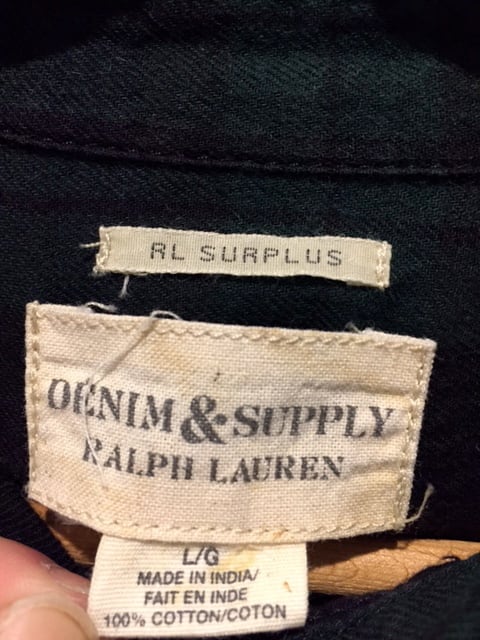 RL SURPLUS
DENIM & SUPPLY
RALPH LAUREN
L/G
MADE IN INDIA/
FAIT EN INDE
100% COTTON/COTON